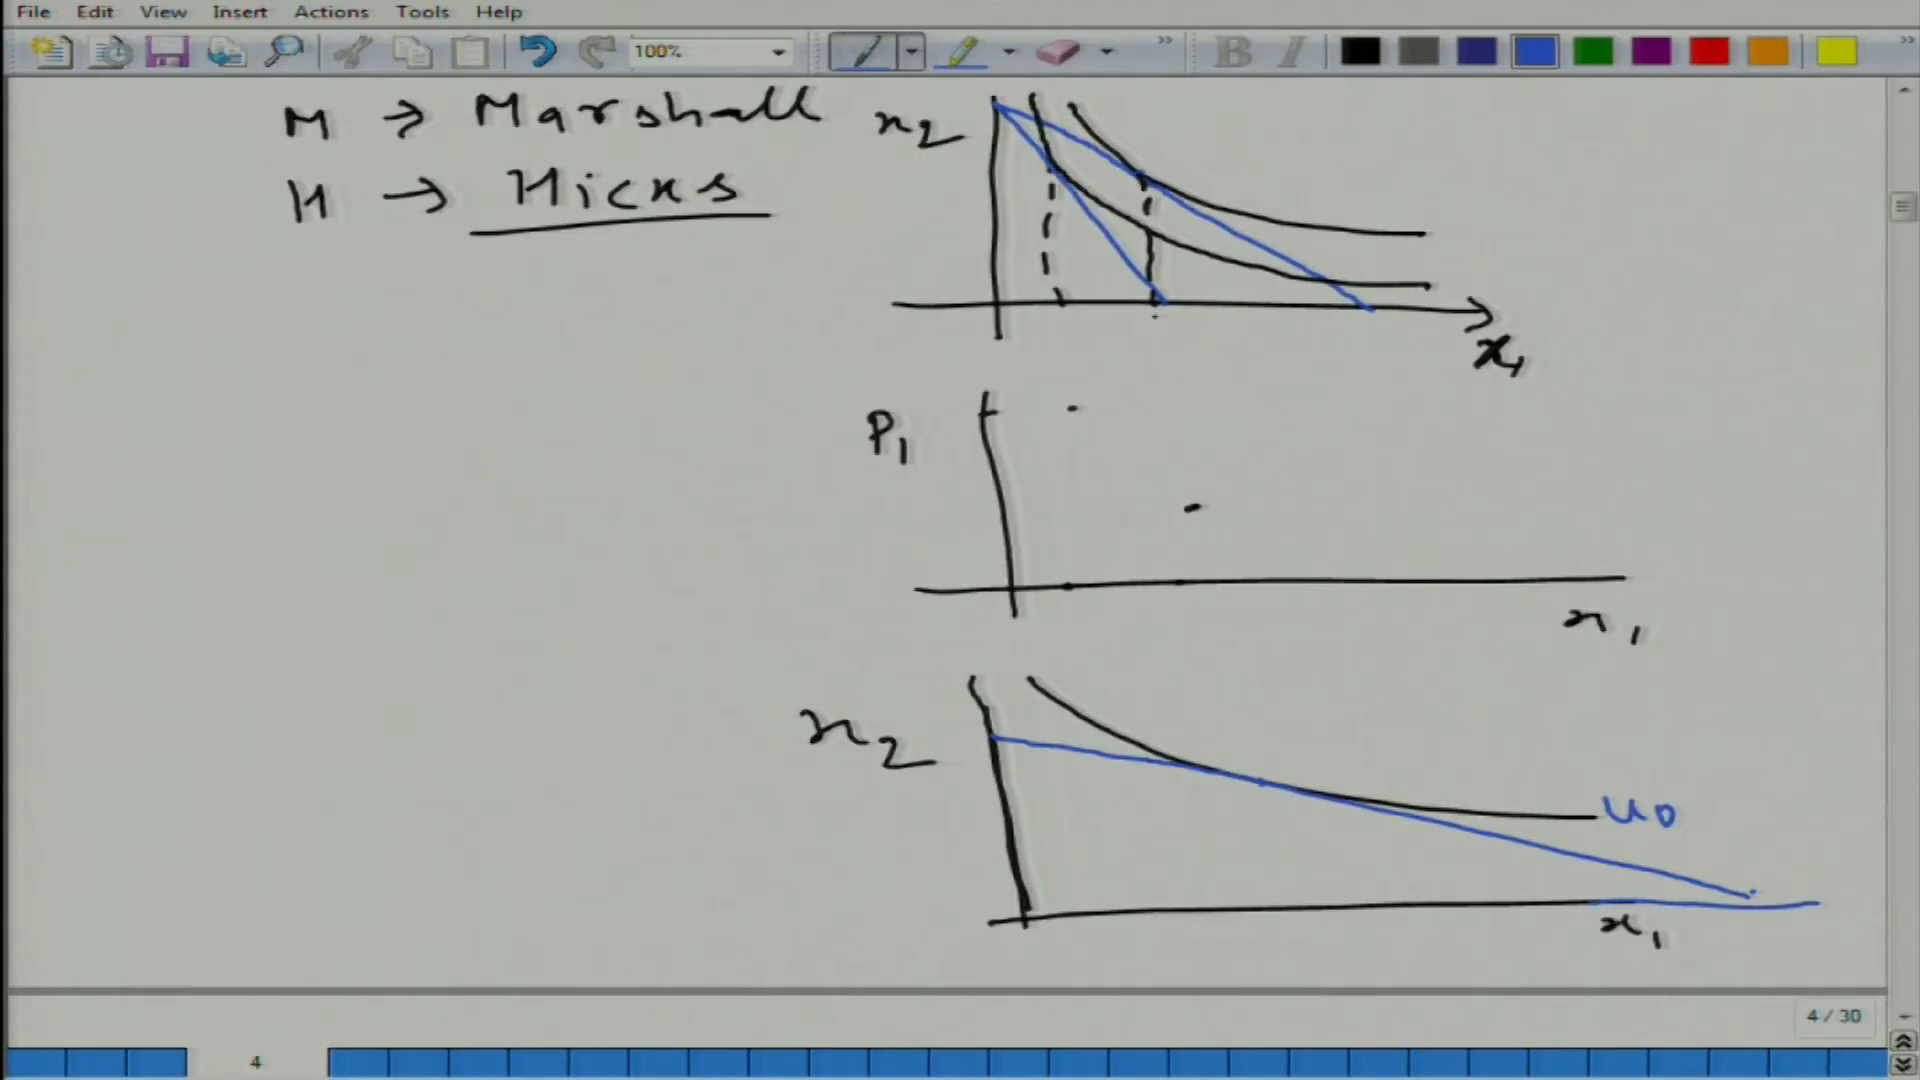 File Edit View Insert Actions Tools Help
100%
B I
M → Marshall
H → Hicks
x2
x1
P1
x1
x2
u0
x1
4 / 30
4